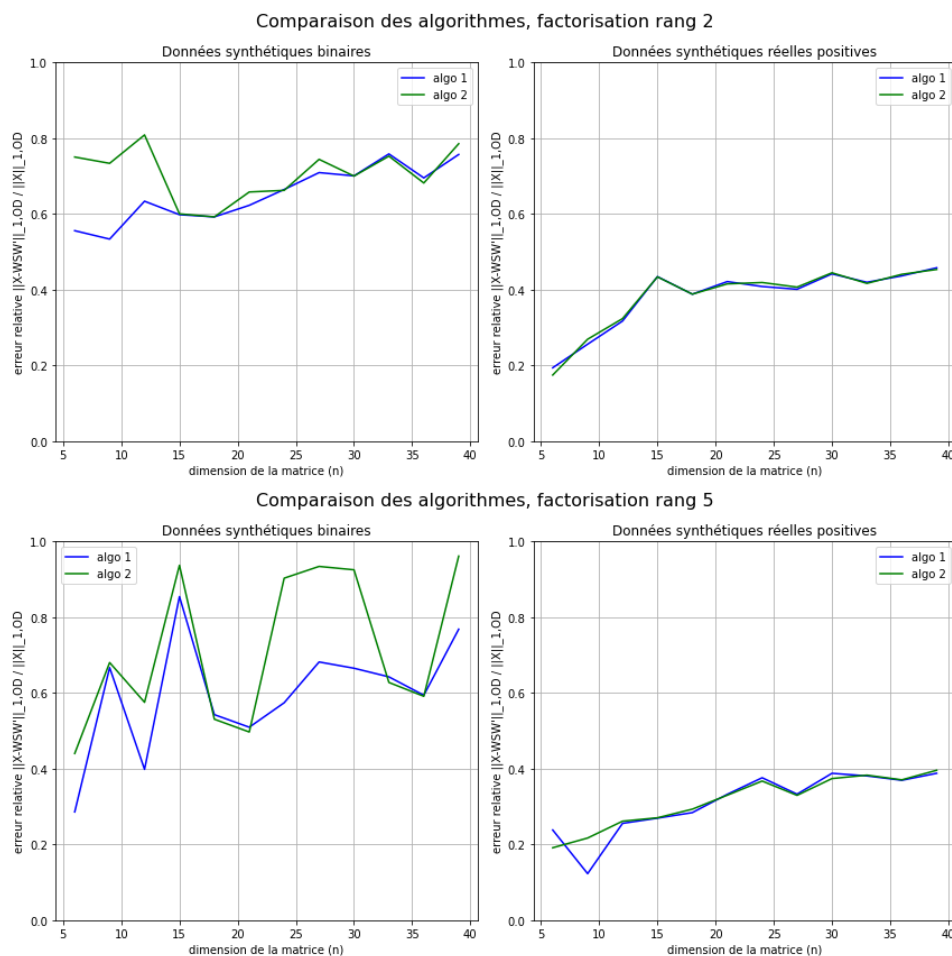 Comparaison des algorithmes, factorisation rang 2
Données synthétiques binaires
erreur relative ||X-WSW'||_1,OD / ||X||_1,OD
1.0
0.8
0.6
0.4
0.2
0.0
algo 1
algo 2
5 10 15 20 25 30 35 40
dimension de la matrice (n)
Données synthétiques réelles positives
erreur relative ||X-WSW'||_1,OD / ||X||_1,OD
1.0
0.8
0.6
0.4
0.2
0.0
algo 1
algo 2
5 10 15 20 25 30 35 40
dimension de la matrice (n)
Comparaison des algorithmes, factorisation rang 5
Données synthétiques binaires
erreur relative ||X-WSW'||_1,OD / ||X||_1,OD
1.0
0.8
0.6
0.4
0.2
0.0
algo 1
algo 2
5 10 15 20 25 30 35 40
dimension de la matrice (n)
Données synthétiques réelles positives
erreur relative ||X-WSW'||_1,OD / ||X||_1,OD
1.0
0.8
0.6
0.4
0.2
0.0
algo 1
algo 2
5 10 15 20 25 30 35 40
dimension de la matrice (n)